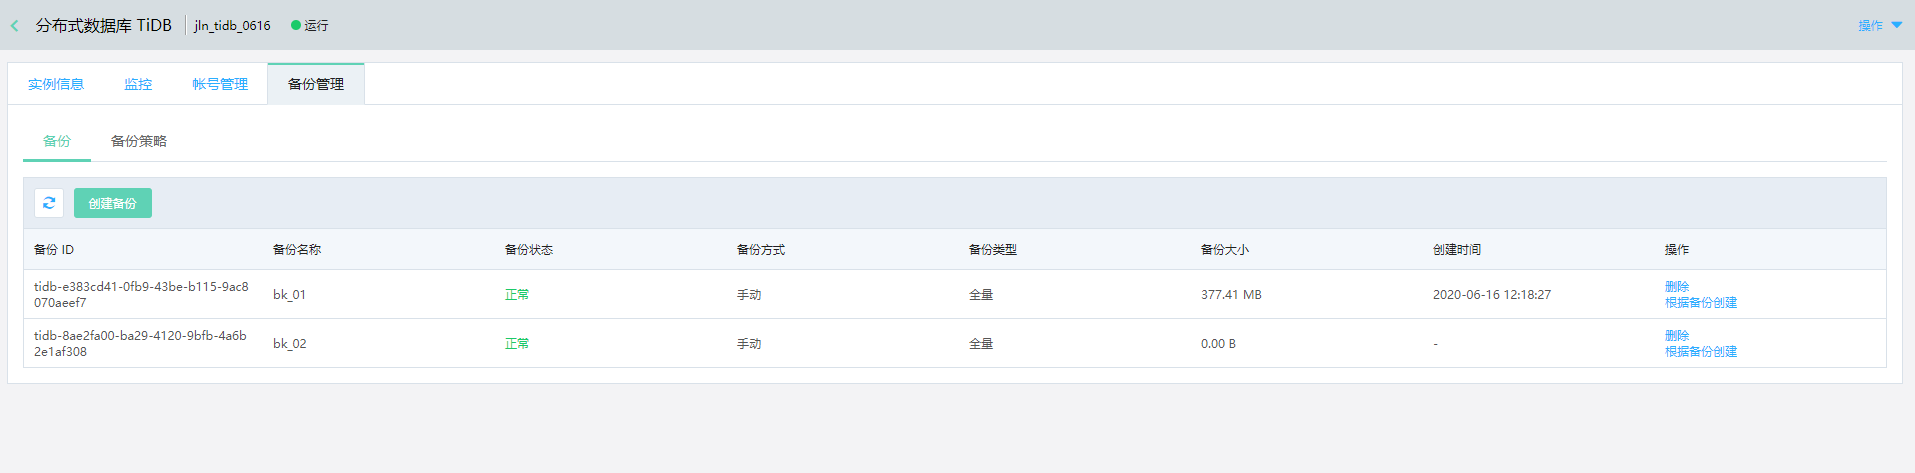 分布式数据库 TiDB jln_tidb_0616 运行 操作
实例信息 监控 帐号管理 备份管理
备份 备份策略
创建备份
备份 ID 备份名称 备份状态 备份方式 备份类型 备份大小 创建时间 操作
tidb-e383cd41-0fb9-43be-b115-9ac8
070aeef7
bk_01 正常 手动 全量 377.41 MB 2020-06-16 12:18:27
删除
根据备份创建
tidb-8ae2fa00-ba29-4120-9bfb-4a6b
2e1af308
bk_02 正常 手动 全量 0.00 B -
删除
根据备份创建